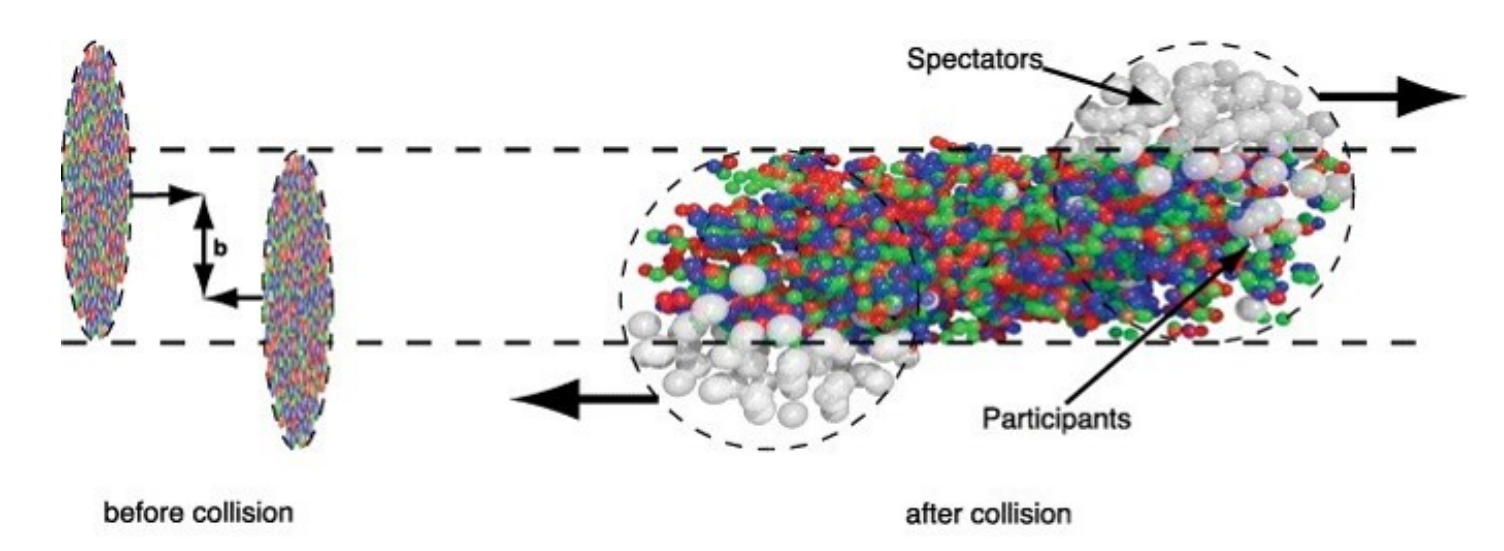 Spectators
b
Participants
before collision
after collision